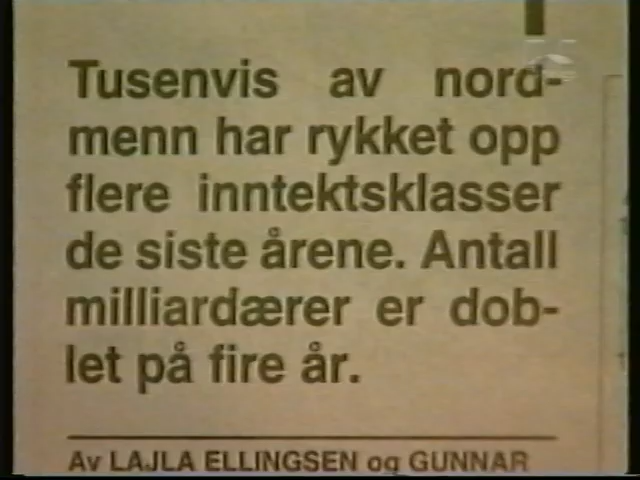 Tusenvis av nord-
menn har rykket opp
flere inntektsklasser
de siste årene. Antall
milliardærer er dob-
let på fire år.
Av LAJLA ELLINGSEN og GUNNAR